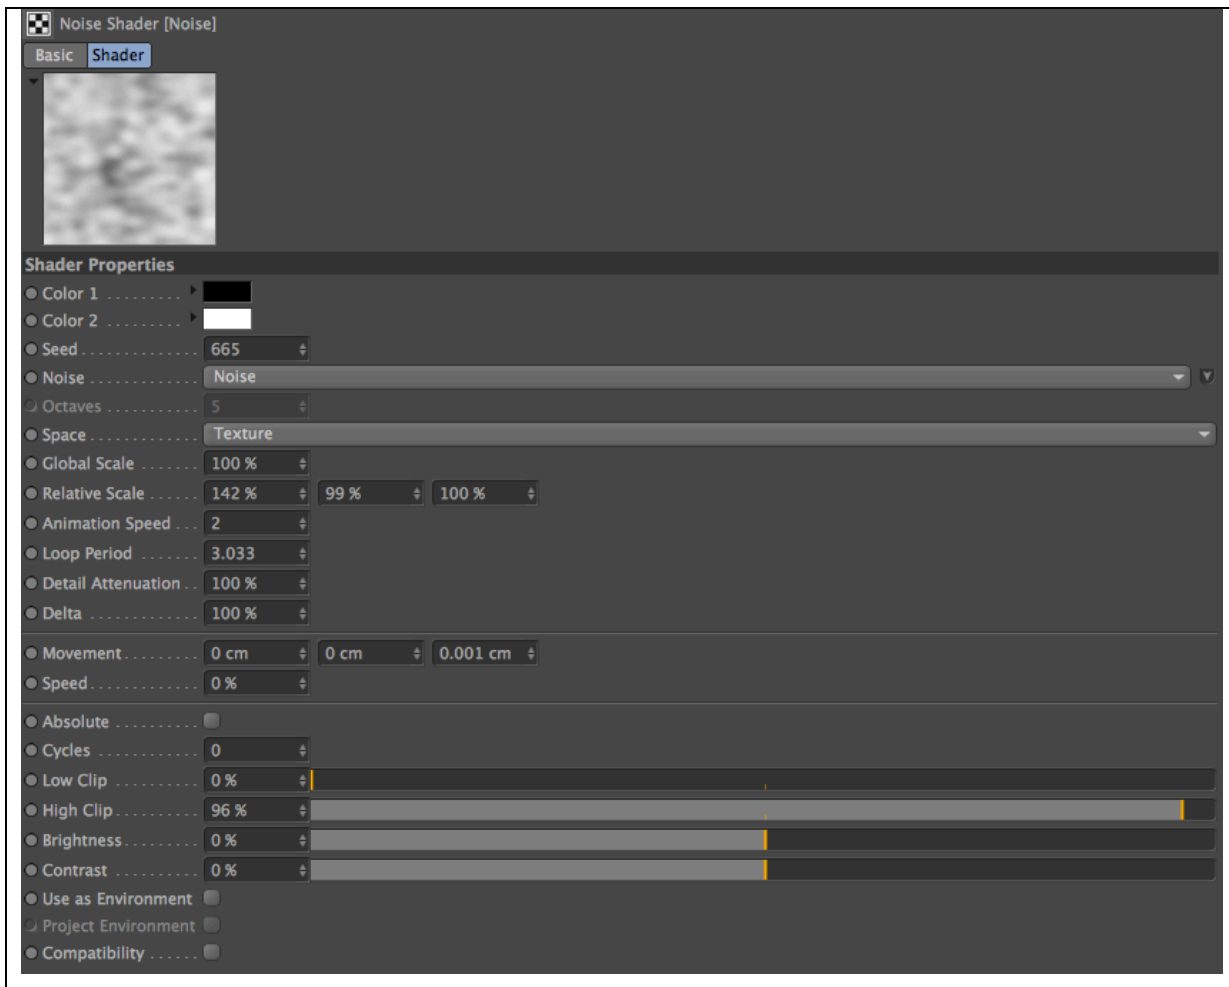 Noise Shader [Noise]
Basic Shader
Shader Properties
Color 1 . . . . . . . . .
Color 2 . . . . . . . . .
Seed . . . . . . . . . . . . . . 665
Noise . . . . . . . . . . . . . Noise
Octaves . . . . . . . . . . . 5
Space . . . . . . . . . . . . . Texture
Global Scale . . . . . . . 100 %
Relative Scale . . . . . . 142 % 99 % 100 %
Animation Speed . . . 2
Loop Period . . . . . . . 3.033
Detail Attenuation . . 100 %
Delta . . . . . . . . . . . . . 100 %
Movement . . . . . . . . . 0 cm 0 cm 0.001 cm
Speed . . . . . . . . . . . . . 0 %
Absolute . . . . . . . . . .
Cycles . . . . . . . . . . . . 0
Low Clip . . . . . . . . . . 0 %
High Clip . . . . . . . . . . 96 %
Brightness . . . . . . . . . 0 %
Contrast . . . . . . . . . . 0 %
Use as Environment
Project Environment
Compatibility . . . . . .